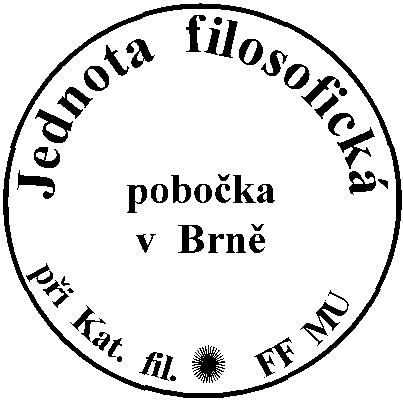 Jednota filosofická
pobočka
v Brně
při Kat. fil. FF MU